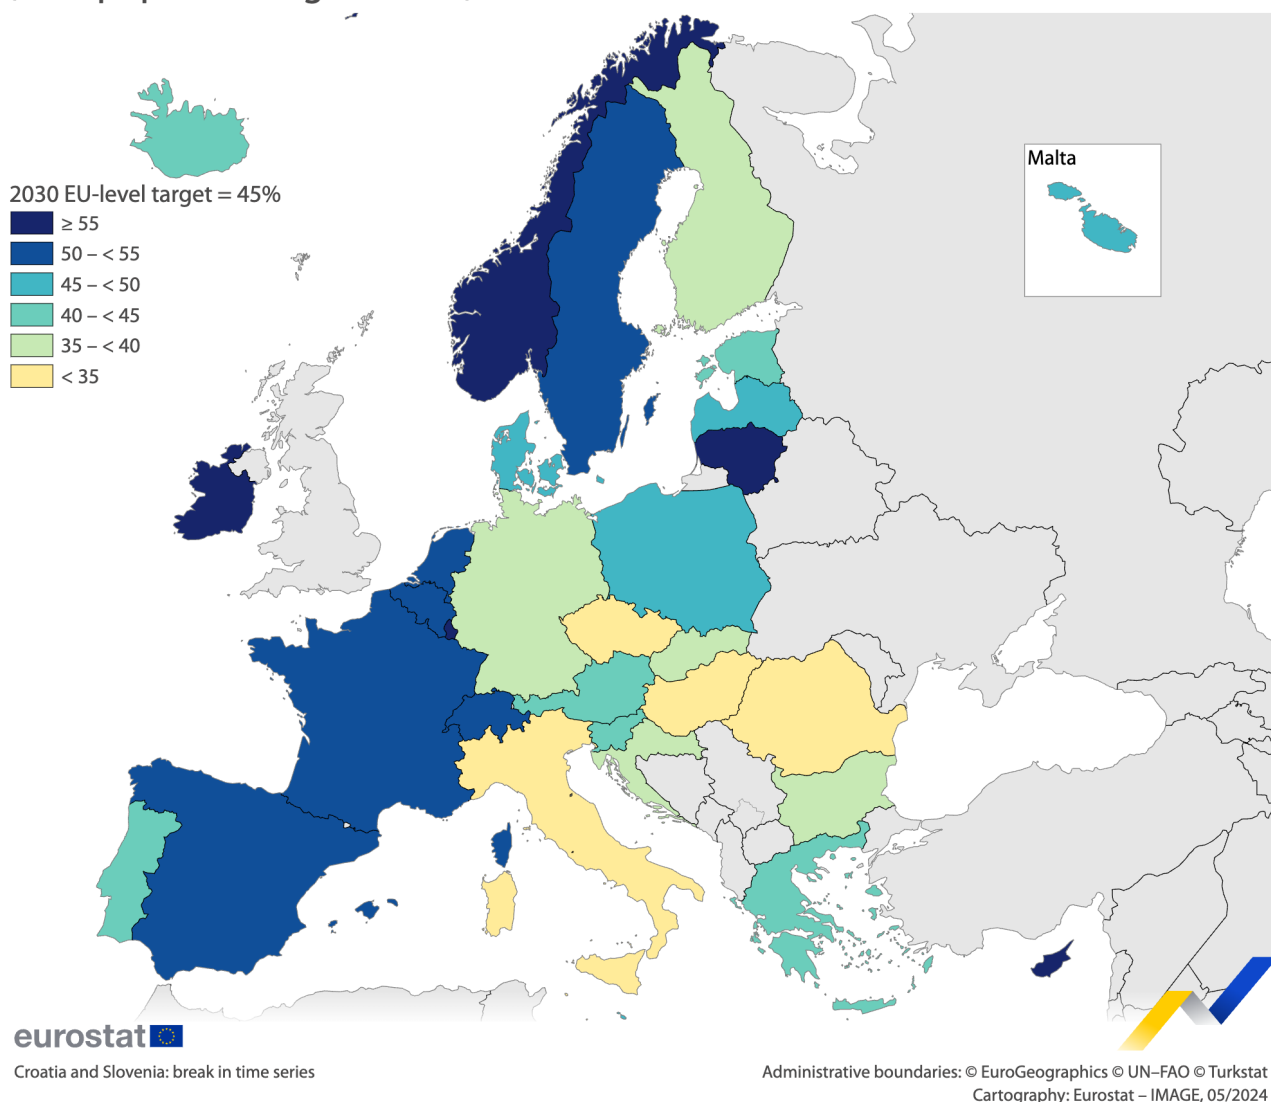 2030 EU-level target = 45%
≥ 55
50 – < 55
45 – < 50
40 – < 45
35 – < 40
< 35
Malta
eurostat
Croatia and Slovenia: break in time series
Administrative boundaries: © EuroGeographics © UN–FAO © Turkstat
Cartography: Eurostat – IMAGE, 05/2024